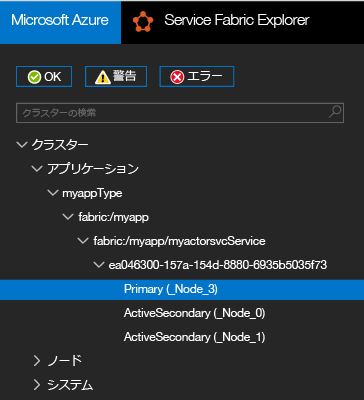 Microsoft Azure Service Fabric Explorer
OK 警告 エラー
クラスターの検索
クラスター
アプリケーション
myappType
fabric:/myapp
fabric:/myapp/myactorsvcService
ea046300-157a-154d-8880-6935b5035f73
Primary (_Node_3)
ActiveSecondary (_Node_0)
ActiveSecondary (_Node_1)
ノード
システム